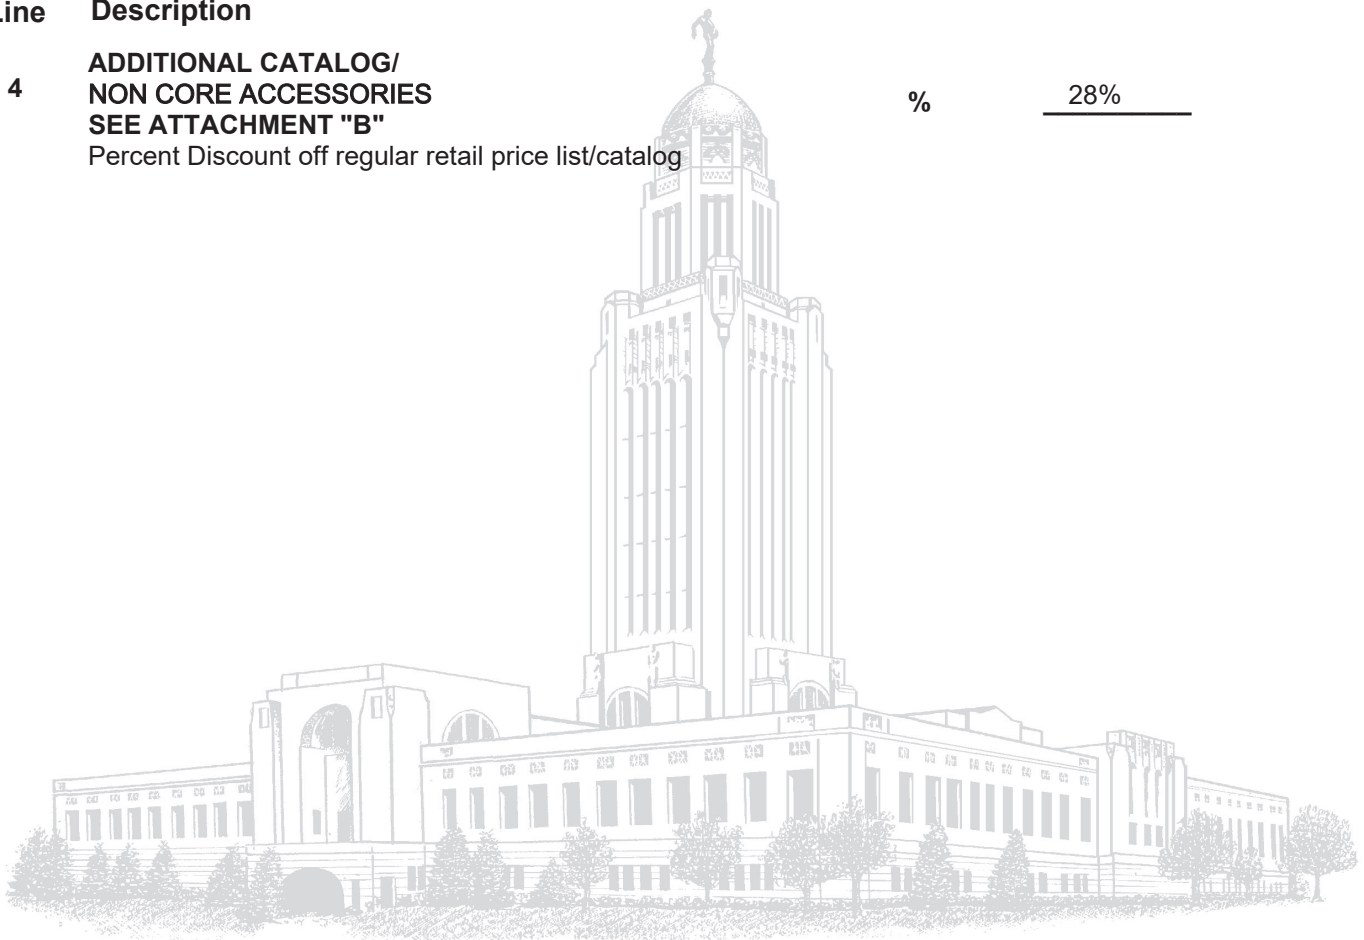 Line Description
ADDITIONAL CATALOG/
4 NON CORE ACCESSORIES % 28%
SEE ATTACHMENT "B"
Percent Discount off regular retail price list/catalog